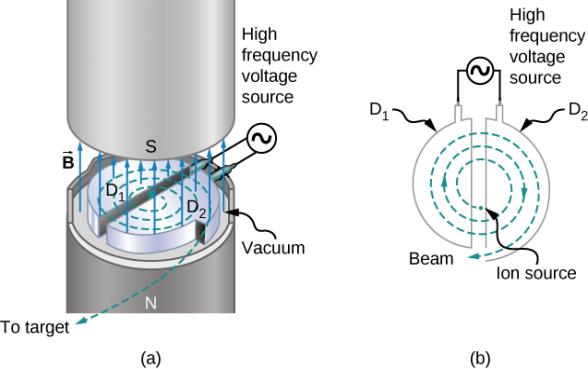 High
frequency
voltage
source
S
B
D1
D2
Vacuum
N
To target
(a)
High
frequency
voltage
source
D1
D2
Beam
Ion source
(b)